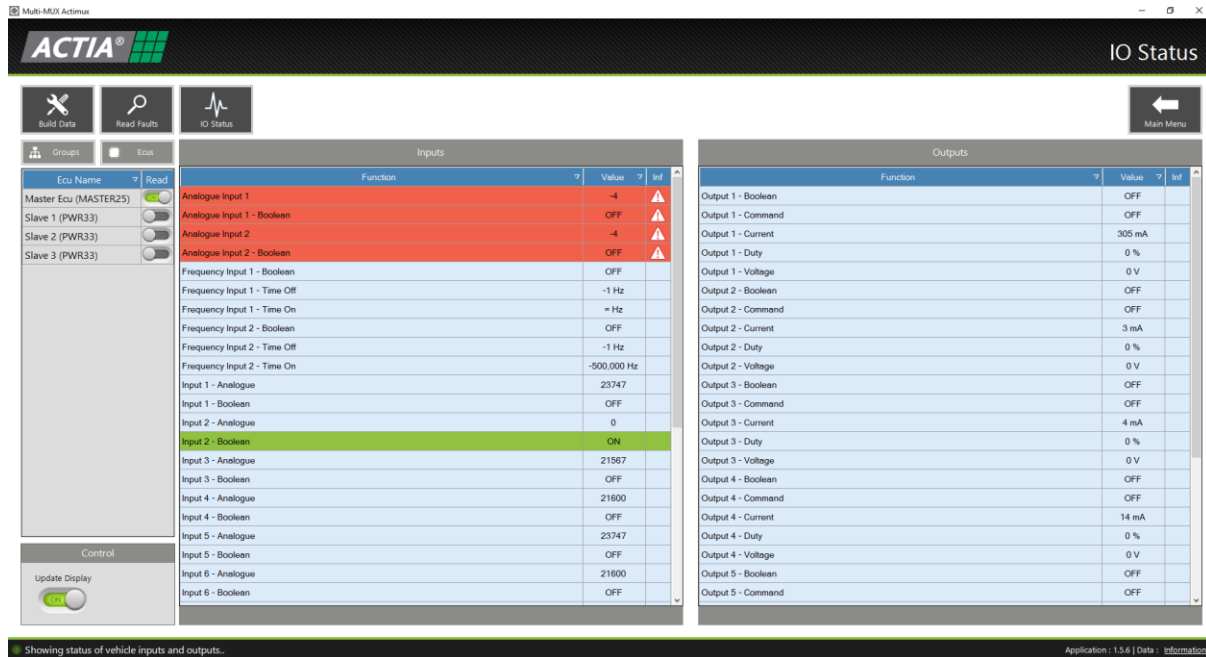 Multi-MUX Actimux
ACTIA®
IO Status
Build Data
Read Faults
IO Status
Main Menu
Groups
Ecus
Inputs
Outputs
Ecu Name Read
Master Ecu (MASTER25) ON
Slave 1 (PWR33)
Slave 2 (PWR33)
Slave 3 (PWR33)
Function Value Inf
Analogue Input 1 -4
Analogue Input 1 - Boolean OFF
Analogue Input 2 -4
Analogue Input 2 - Boolean OFF
Frequency Input 1 - Boolean OFF
Frequency Input 1 - Time Off -1 Hz
Frequency Input 1 - Time On = Hz
Frequency Input 2 - Boolean OFF
Frequency Input 2 - Time Off -1 Hz
Frequency Input 2 - Time On -500,000 Hz
Input 1 - Analogue 23747
Input 1 - Boolean OFF
Input 2 - Analogue 0
Input 2 - Boolean ON
Input 3 - Analogue 21567
Input 3 - Boolean OFF
Input 4 - Analogue 21600
Input 4 - Boolean OFF
Input 5 - Analogue 23747
Input 5 - Boolean OFF
Input 6 - Analogue 21600
Input 6 - Boolean OFF
Function Value Inf
Output 1 - Boolean OFF
Output 1 - Command OFF
Output 1 - Current 305 mA
Output 1 - Duty 0 %
Output 1 - Voltage 0 V
Output 2 - Boolean OFF
Output 2 - Command OFF
Output 2 - Current 3 mA
Output 2 - Duty 0 %
Output 2 - Voltage 0 V
Output 3 - Boolean OFF
Output 3 - Command OFF
Output 3 - Current 4 mA
Output 3 - Duty 0 %
Output 3 - Voltage 0 V
Output 4 - Boolean OFF
Output 4 - Command OFF
Output 4 - Current 14 mA
Output 4 - Duty 0 %
Output 4 - Voltage 0 V
Output 5 - Boolean OFF
Output 5 - Command OFF
Control
Update Display
ON
Showing status of vehicle inputs and outputs..
Application : 1.5.6 | Data : Information